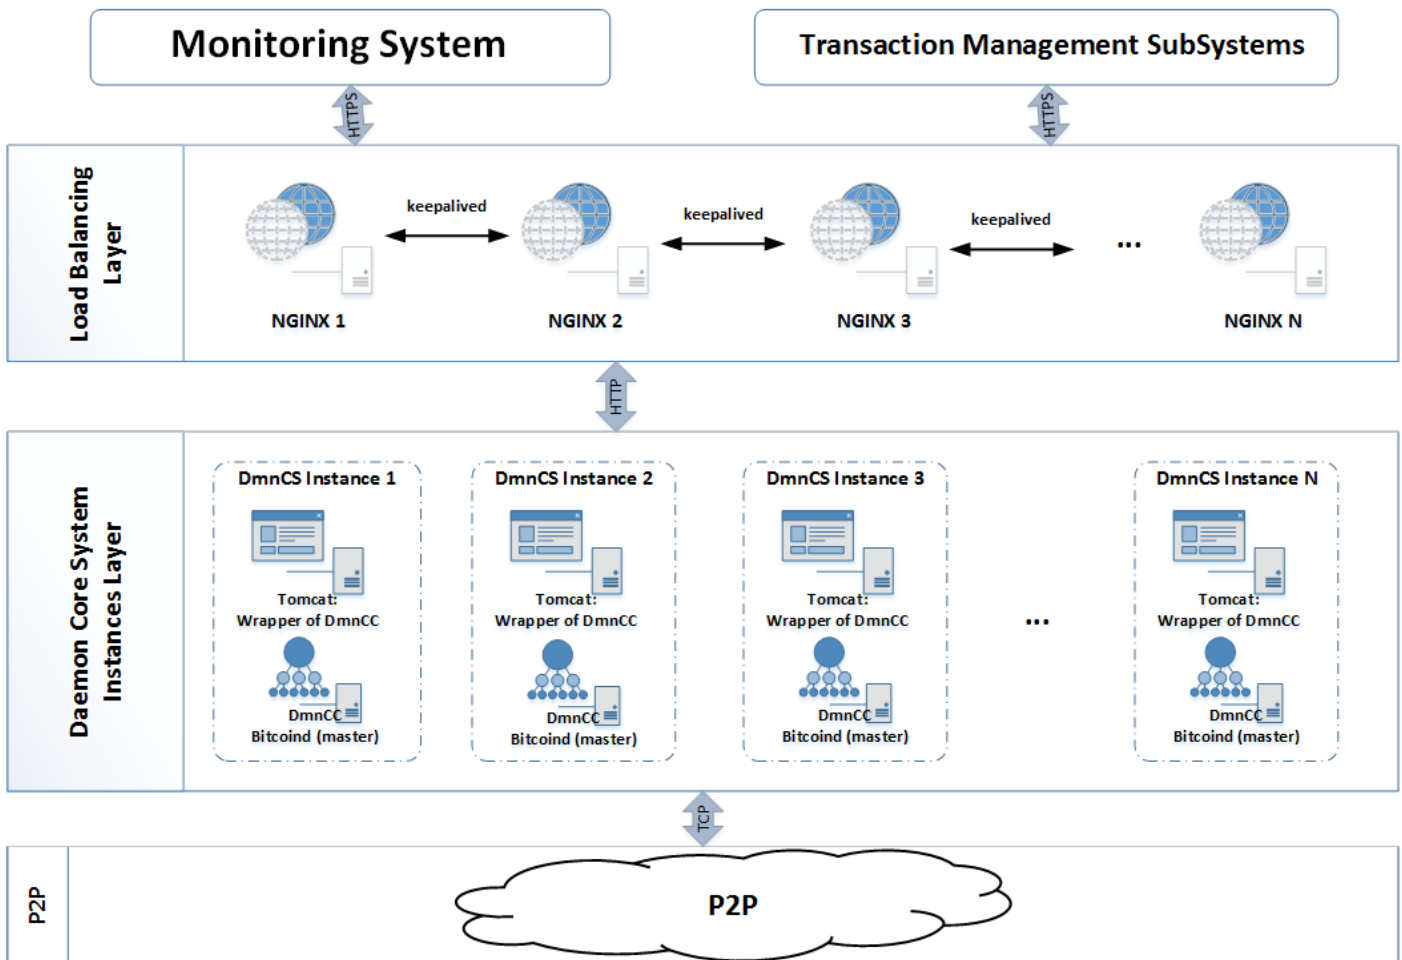 Monitoring System
Transaction Management SubSystems
HTTPS
HTTPS
Load Balancing
Layer
keepalived
keepalived
keepalived
...
NGINX 1
NGINX 2
NGINX 3
NGINX N
HTTP
Daemon Core System
Instances Layer
DmnCS Instance 1
Tomcat:
Wrapper of DmnCC
DmnCC
Bitcoind (master)
DmnCS Instance 2
Tomcat:
Wrapper of DmnCC
DmnCC
Bitcoind (master)
DmnCS Instance 3
Tomcat:
Wrapper of DmnCC
DmnCC
Bitcoind (master)
...
DmnCS Instance N
Tomcat:
Wrapper of DmnCC
DmnCC
Bitcoind (master)
TCP
P2P
P2P